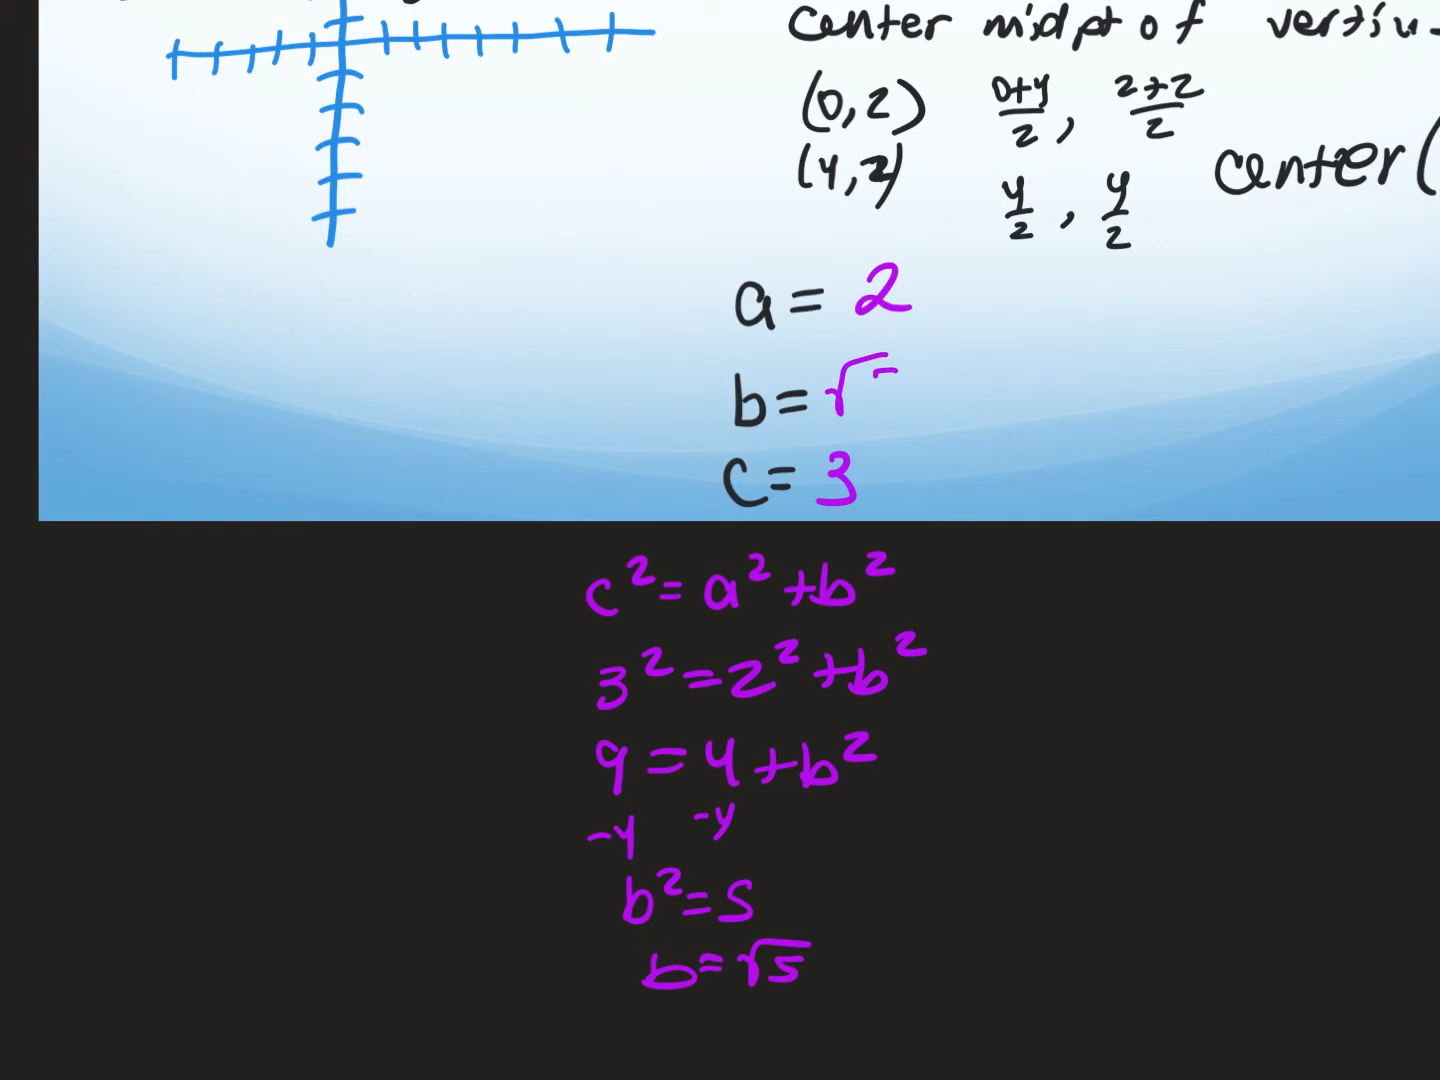 center midpt of
(0,2) 0+4/2, 2+2/2
(4,2)
4/2, 4/2 center (
a = 2
b = √
c = 3
c² = a² + b²
3² = 2² + b²
9 = 4 + b²
-4 -4
b² = 5
b = √5